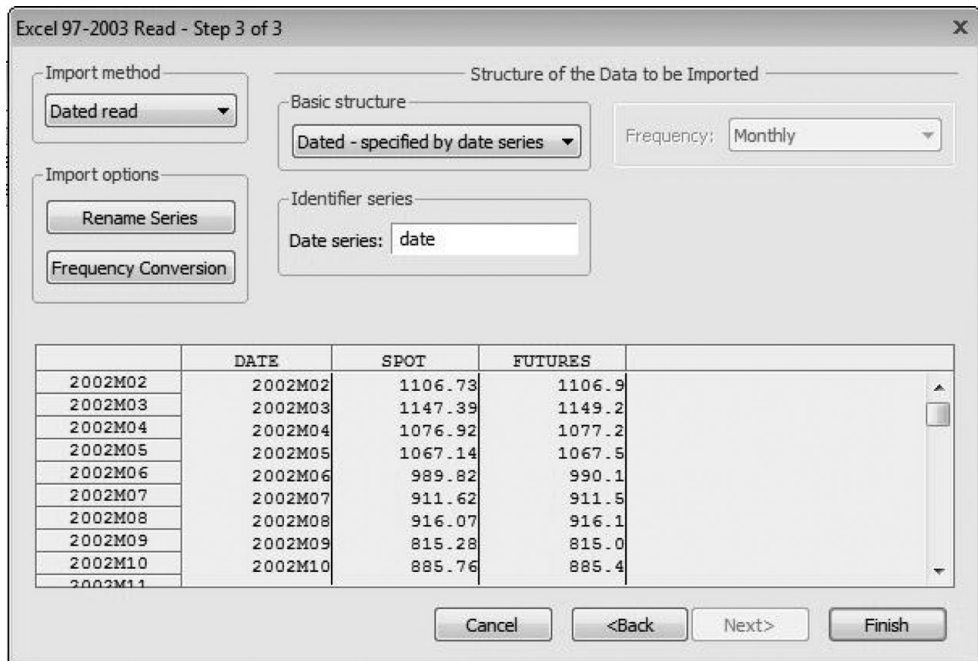 Excel 97-2003 Read - Step 3 of 3
x
Import method
Structure of the Data to be Imported
Dated read
Basic structure
Dated - specified by date series
Frequency: Monthly
Import options
Rename Series
Identifier series
Date series: date
Frequency Conversion
DATE SPOT FUTURES
2002M02 2002M02 1106.73 1106.9
2002M03 2002M03 1147.39 1149.2
2002M04 2002M04 1076.92 1077.2
2002M05 2002M05 1067.14 1067.5
2002M06 2002M06 989.82 990.1
2002M07 2002M07 911.62 911.5
2002M08 2002M08 916.07 916.1
2002M09 2002M09 815.28 815.0
2002M10 2002M10 885.76 885.4
2002M11
Cancel <Back Next> Finish